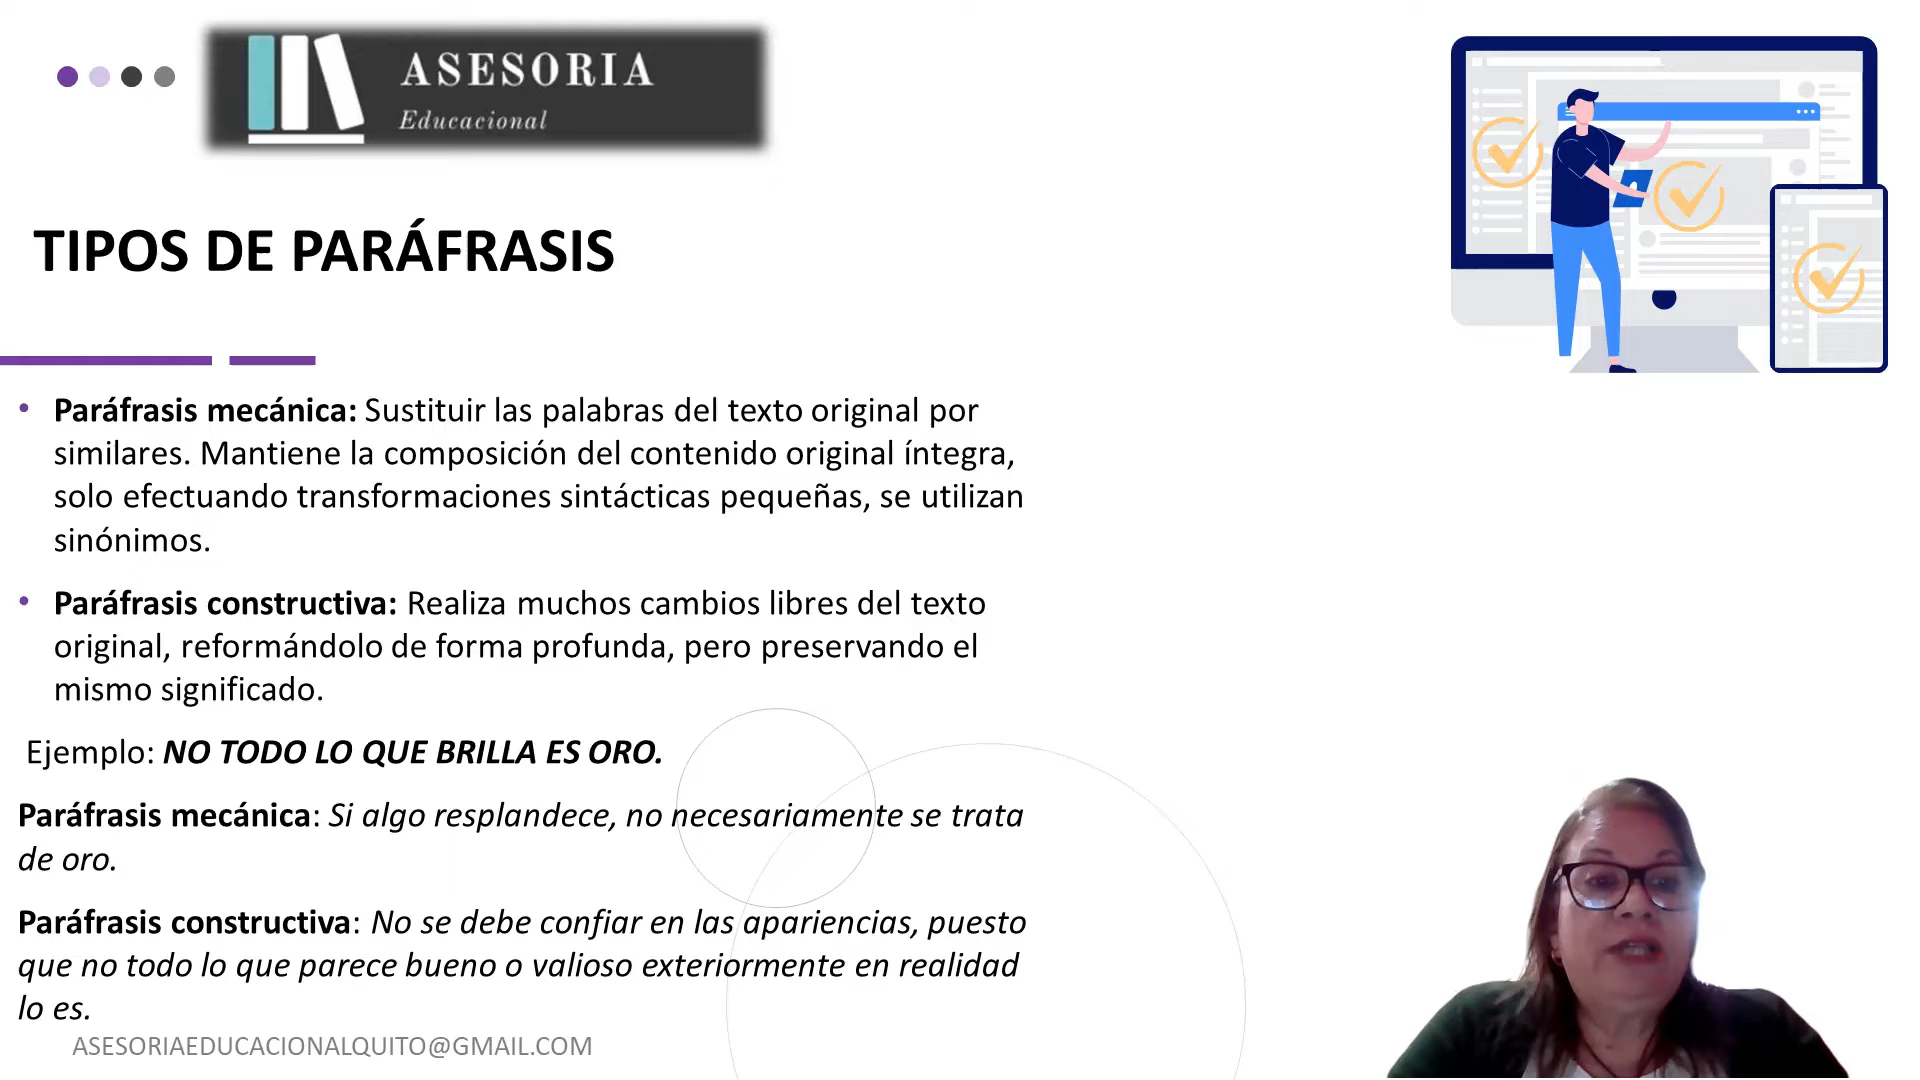 ASESORIA
Educacional
TIPOS DE PARÁFRASIS
• Paráfrasis mecánica: Sustituir las palabras del texto original por
similares. Mantiene la composición del contenido original íntegra,
solo efectuando transformaciones sintácticas pequeñas, se utilizan
sinónimos.
• Paráfrasis constructiva: Realiza muchos cambios libres del texto
original, reformándolo de forma profunda, pero preservando el
mismo significado.
Ejemplo: NO TODO LO QUE BRILLA ES ORO.
Paráfrasis mecánica: Si algo resplandece, no necesariamente se trata
de oro.
Paráfrasis constructiva: No se debe confiar en las apariencias, puesto
que no todo lo que parece bueno o valioso exteriormente en realidad
lo es.
ASESORIAEDUCACIONALQUITO@GMAIL.COM